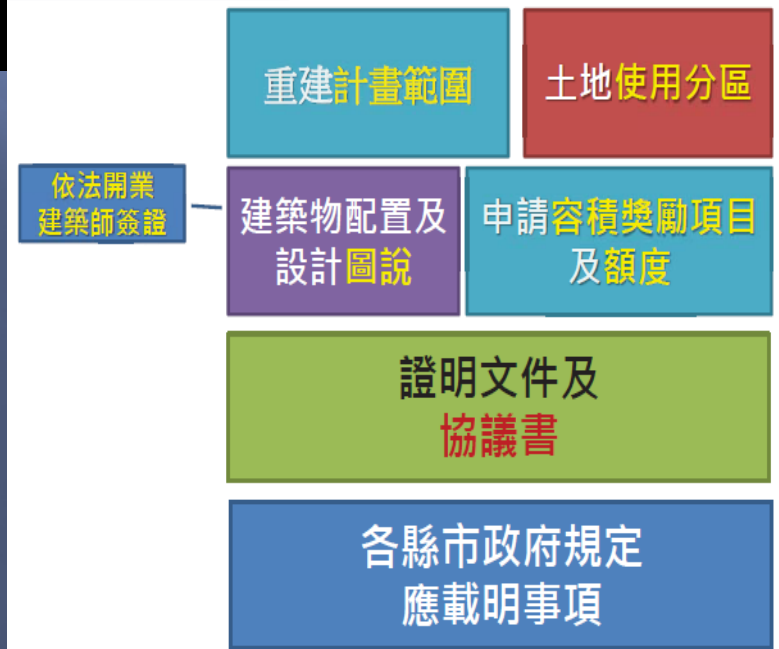 重建計畫範圍
土地使用分區
依法開業
建築師簽證
建築物配置及
設計圖說
申請容積獎勵項目
及額度
證明文件及
協議書
各縣市政府規定
應載明事項